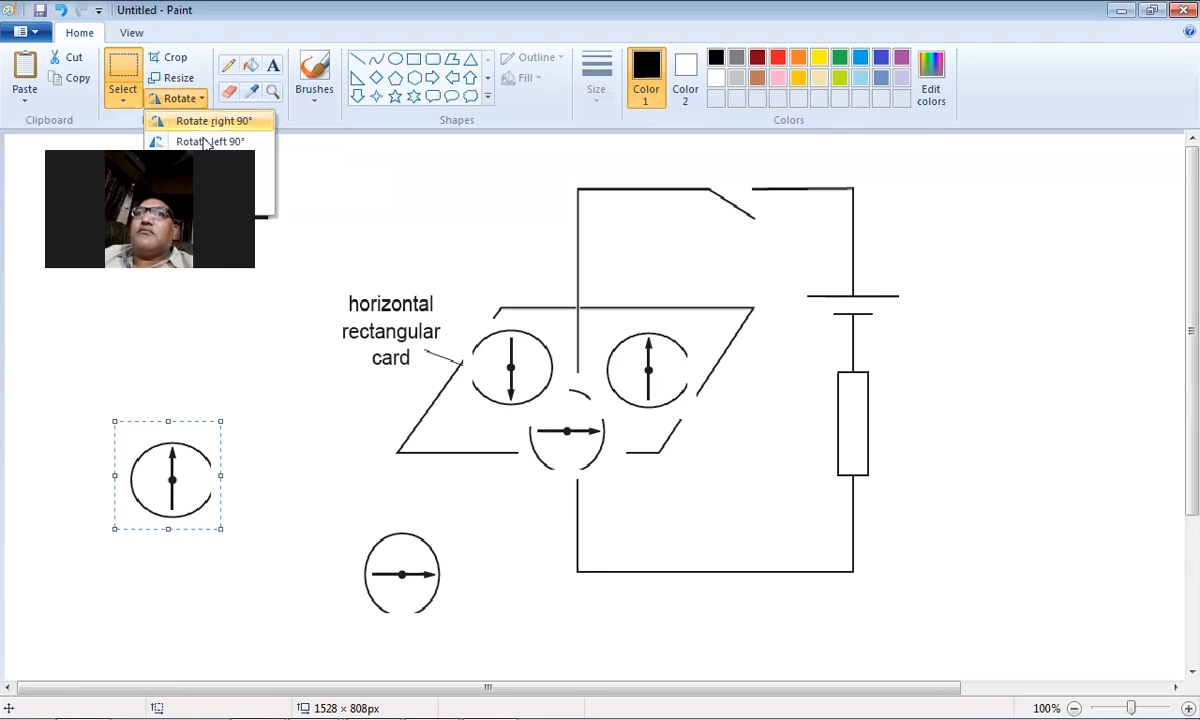 Untitled - Paint
Home
View
Paste
Cut
Copy
Clipboard
Select
Crop
Resize
Rotate
Rotate right 90°
Rotate left 90°
A
Brushes
Outline
Fill
Shapes
Size
Color 1
Color 2
Edit colors
Colors
horizontal
rectangular
card
1528 × 808px
100%